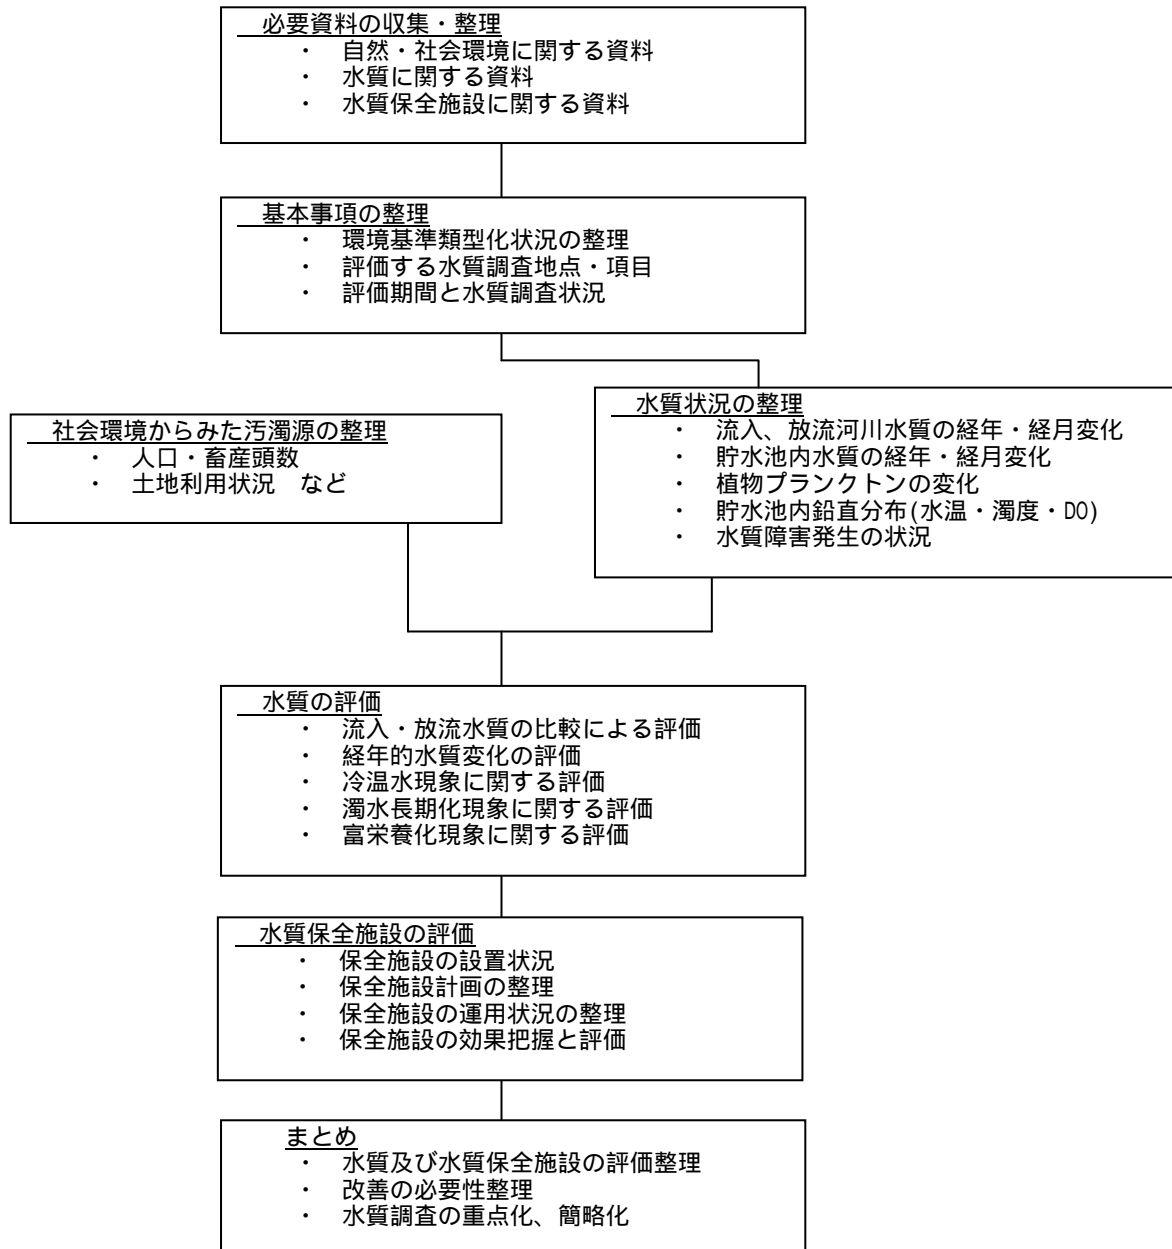 必要資料の収集・整理
・ 自然・社会環境に関する資料
・ 水質に関する資料
・ 水質保全施設に関する資料
基本事項の整理
・ 環境基準類型化状況の整理
・ 評価する水質調査地点・項目
・ 評価期間と水質調査状況
社会環境からみた汚濁源の整理
・ 人口・畜産頭数
・ 土地利用状況 など
水質状況の整理
・ 流入、放流河川水質の経年・経月変化
・ 貯水池内水質の経年・経月変化
・ 植物プランクトンの変化
・ 貯水池内鉛直分布(水温・濁度・DO)
・ 水質障害発生の状況
水質の評価
・ 流入・放流水質の比較による評価
・ 経年的水質変化の評価
・ 冷温水現象に関する評価
・ 濁水長期化現象に関する評価
・ 富栄養化現象に関する評価
水質保全施設の評価
・ 保全施設の設置状況
・ 保全施設計画の整理
・ 保全施設の運用状況の整理
・ 保全施設の効果把握と評価
まとめ
・ 水質及び水質保全施設の評価整理
・ 改善の必要性整理
・ 水質調査の重点化、簡略化